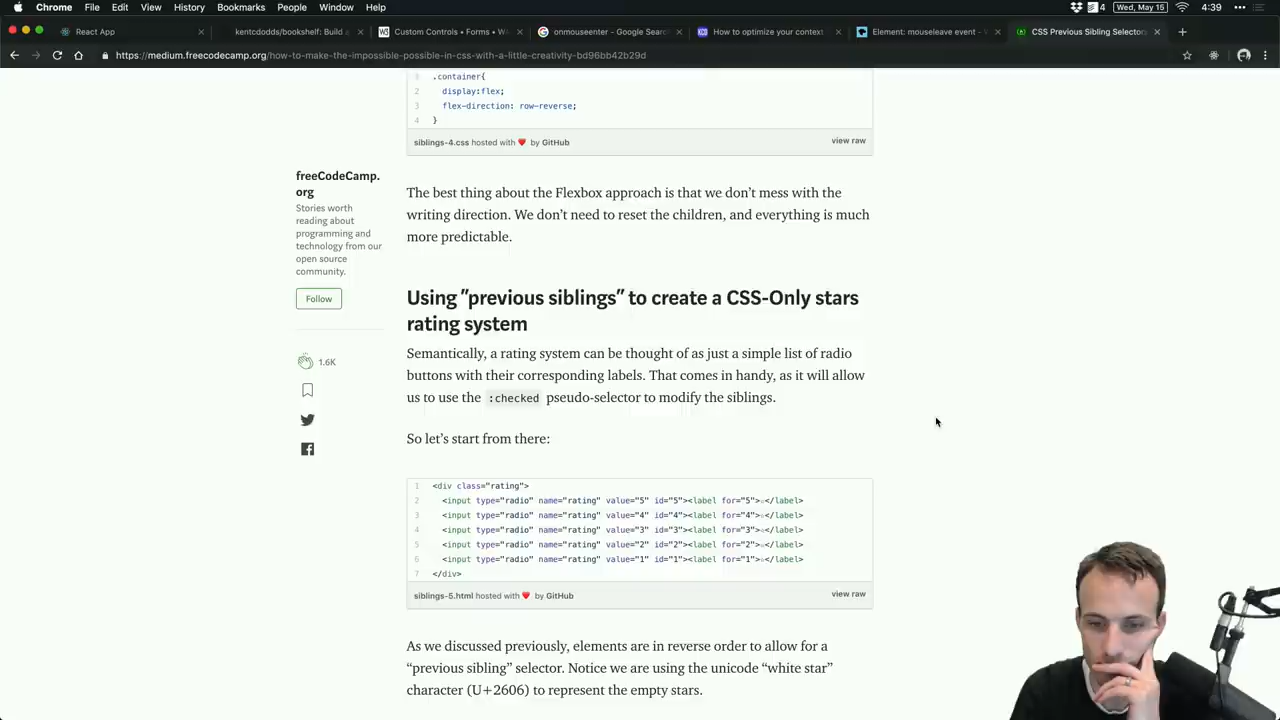 Chrome File Edit View History Bookmarks People Window Help
4 Wed, May 15 4:39
React App
kentcdodds/bookshelf: Build a
Custom Controls • Forms • W
onmouseenter - Google Search
How to optimize your context
Element: mouseleave event -
CSS Previous Sibling Selectors
https://medium.freecodecamp.org/how-to-make-the-impossible-possible-in-css-with-a-little-creativity-bd96bb42b29d
.container{
2 display:flex;
3 flex-direction: row-reverse;
4 }
siblings-4.css hosted with ❤ by GitHub
view raw
freeCodeCamp.
org
Stories worth
reading about
programming and
technology from our
open source
community.
Follow
1.6K
The best thing about the Flexbox approach is that we don’t mess with the
writing direction. We don’t need to reset the children, and everything is much
more predictable.
Using ”previous siblings” to create a CSS-Only stars
rating system
Semantically, a rating system can be thought of as just a simple list of radio
buttons with their corresponding labels. That comes in handy, as it will allow
us to use the :checked pseudo-selector to modify the siblings.
So let’s start from there:
1 <div class="rating">
2 <input type="radio" name="rating" value="5" id="5"><label for="5">☆</label>
3 <input type="radio" name="rating" value="4" id="4"><label for="4">☆</label>
4 <input type="radio" name="rating" value="3" id="3"><label for="3">☆</label>
5 <input type="radio" name="rating" value="2" id="2"><label for="2">☆</label>
6 <input type="radio" name="rating" value="1" id="1"><label for="1">☆</label>
7 </div>
siblings-5.html hosted with ❤ by GitHub
view raw
As we discussed previously, elements are in reverse order to allow for a
“previous sibling” selector. Notice we are using the unicode “white star”
character (U+2606) to represent the empty stars.